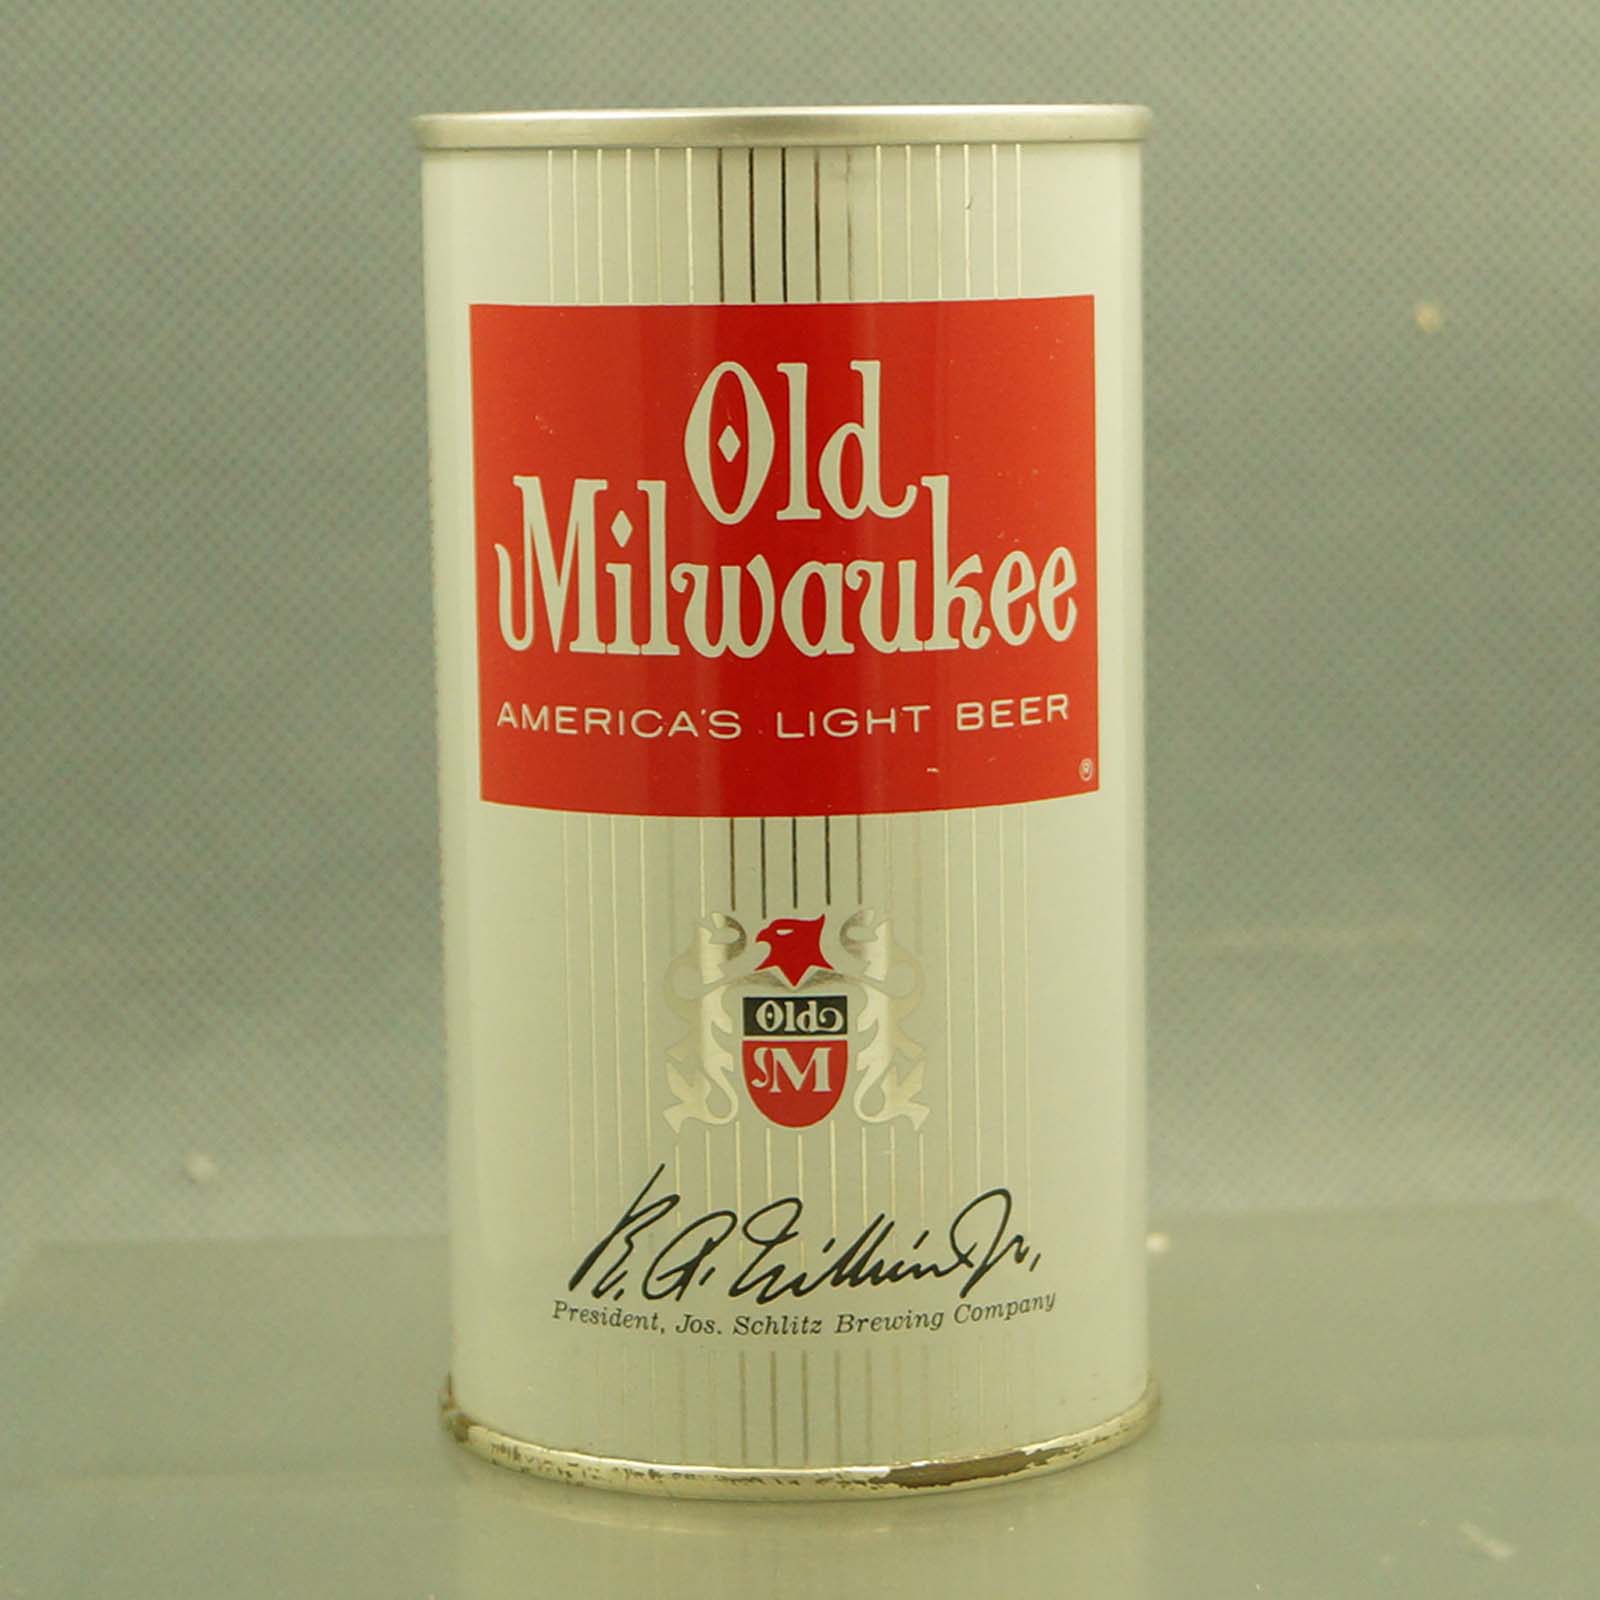 Old
Milwaukee
AMERICA'S LIGHT BEER
®
Old
M
President, Jos. Schlitz Brewing Company